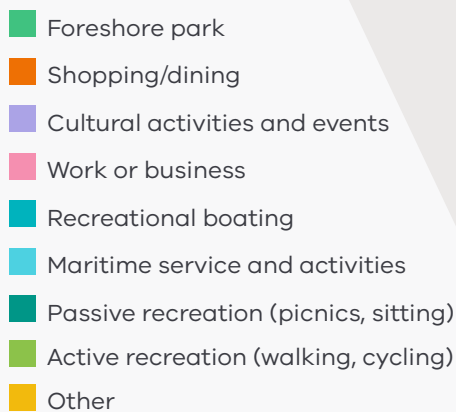 Foreshore park
Shopping/dining
Cultural activities and events
Work or business
Recreational boating
Maritime service and activities
Passive recreation (picnics, sitting)
Active recreation (walking, cycling)
Other